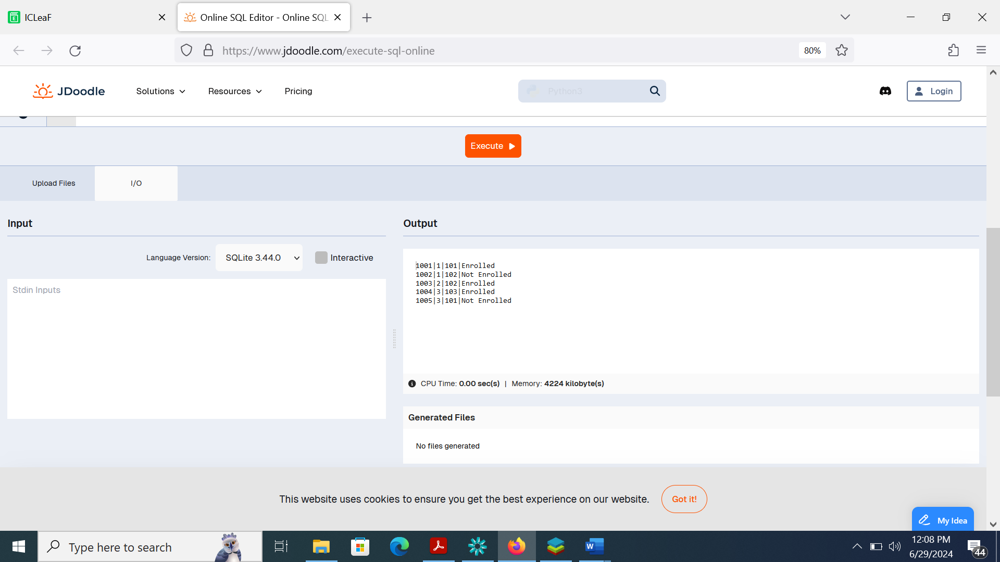 ICLeaF
Online SQL Editor - Online SQL
https://www.jdoodle.com/execute-sql-online
80%
JDoodle
Solutions
Resources
Pricing
Python3
Login
Execute
Upload Files
I/O
Input
Output
Language Version:
SQLite 3.44.0
Interactive
Stdin Inputs
1001|1|101|Enrolled
1002|1|102|Not Enrolled
1003|2|102|Enrolled
1004|3|103|Enrolled
1005|3|101|Not Enrolled
CPU Time: 0.00 sec(s) | Memory: 4224 kilobyte(s)
Generated Files
No files generated
This website uses cookies to ensure you get the best experience on our website.
Got it!
My Idea
Type here to search
12:08 PM
6/29/2024
44